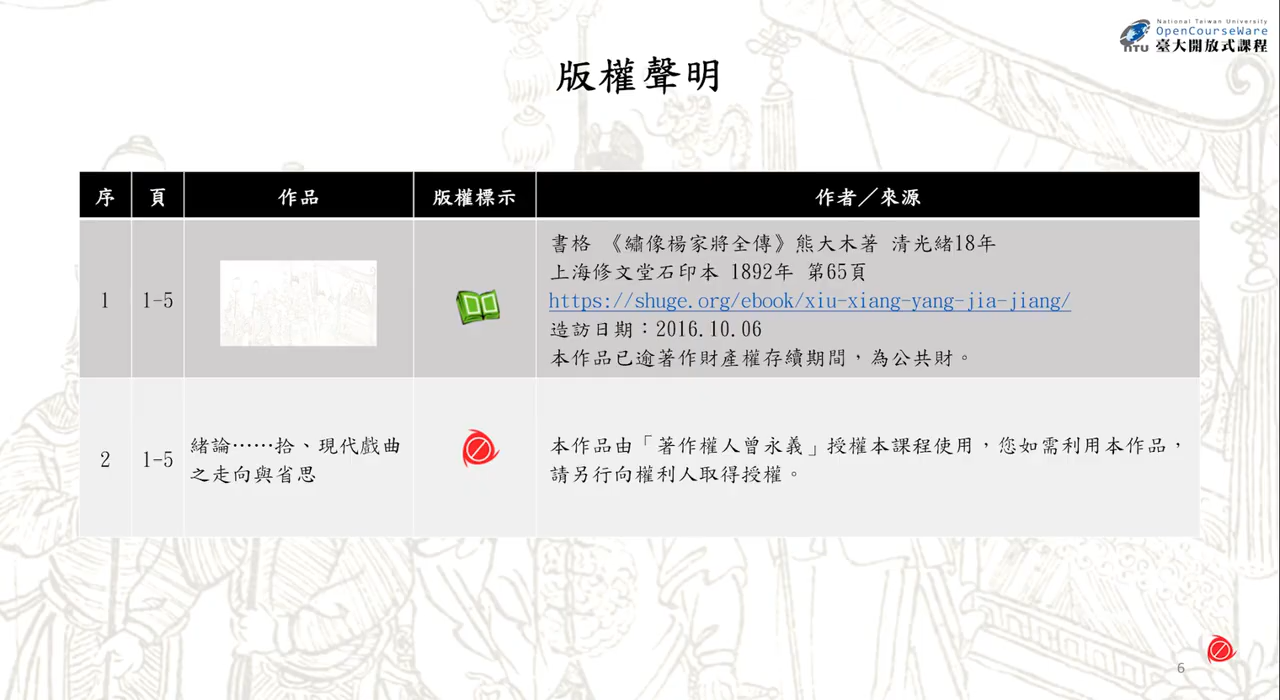 National Taiwan University
OpenCourseWare
NTU 臺大開放式課程
版權聲明
序 頁 作品 版權標示 作者／來源
1 1-5
書格 《繡像楊家將全傳》熊大木著 清光緒18年
上海修文堂石印本 1892年 第65頁
https://shuge.org/ebook/xiu-xiang-yang-jia-jiang/
造訪日期：2016.10.06
本作品已逾著作財產權存續期間，為公共財。
2 1-5
緒論……拾、現代戲曲
之走向與省思
本作品由「著作權人曾永義」授權本課程使用，您如需利用本作品，
請另行向權利人取得授權。
6